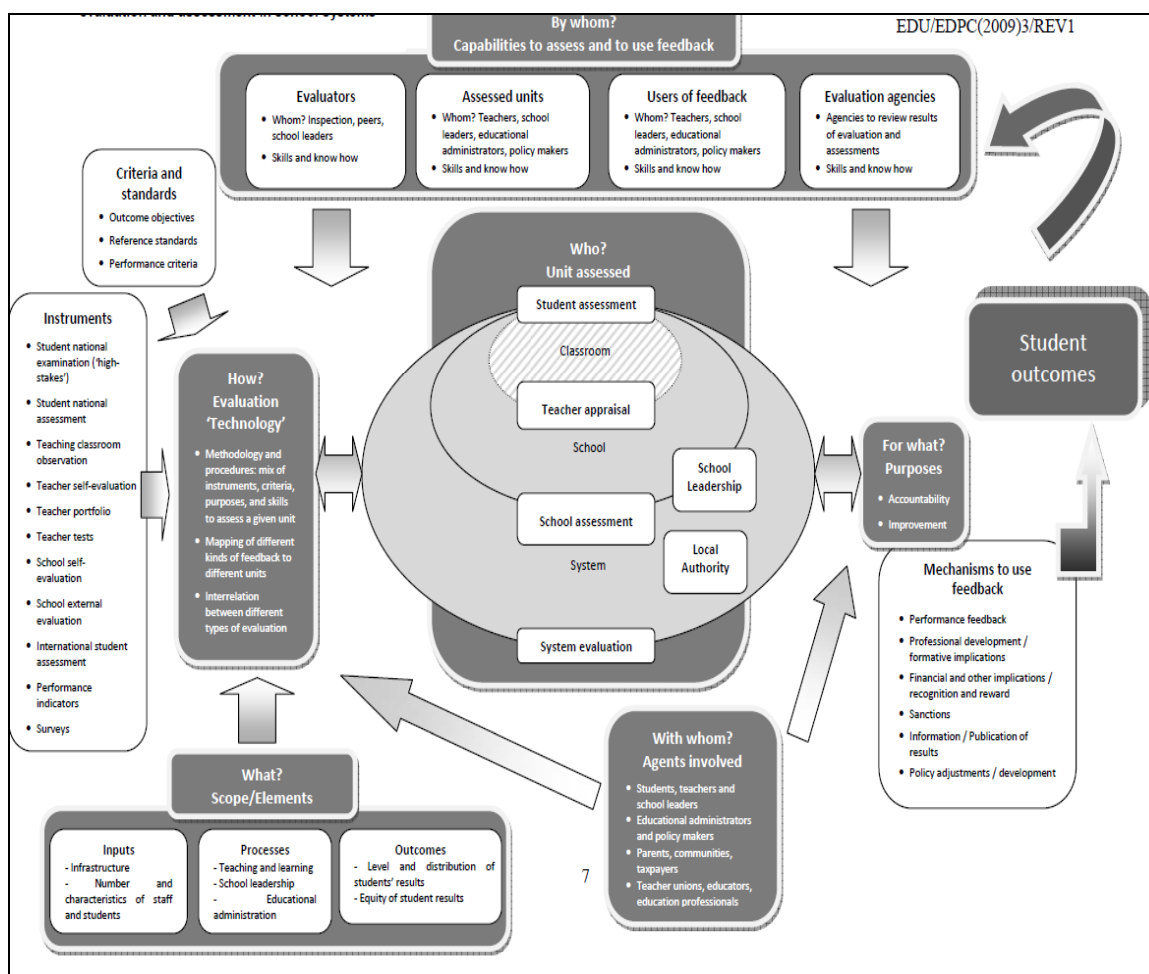 By whom?
EDU/EDPC(2009)3/REV1
Capabilities to assess and to use feedback
Evaluators
• Whom? Inspection, peers,
school leaders
• Skills and know how
Assessed units
• Whom? Teachers, school
leaders, educational
administrators, policy makers
• Skills and know how
Users of feedback
• Whom? Teachers, school
leaders, educational
administrators, policy makers
• Skills and know how
Evaluation agencies
• Agencies to review results
of evaluation and
assessments
• Skills and know how
Criteria and
standards
• Outcome objectives
• Reference standards
• Performance criteria
Who?
Unit assessed
Student assessment
Classroom
Teacher appraisal
School
School
Leadership
School assessment
System
Local
Authority
System evaluation
Instruments
• Student national
examination ('high-
stakes')
• Student national
assessment
• Teaching classroom
observation
• Teacher self-evaluation
• Teacher portfolio
• Teacher tests
• School self-
evaluation
• School external
evaluation
• International student
assessment
• Performance
indicators
• Surveys
How?
Evaluation
'Technology'
• Methodology and
procedures: mix of
instruments, criteria,
purposes, and skills
to assess a given unit
• Mapping of different
kinds of feedback to
different units
• Interrelation
between different
types of evaluation
Student
outcomes
For what?
Purposes
• Accountability
• Improvement
Mechanisms to use
feedback
• Performance feedback
• Professional development /
formative implications
• Financial and other implications /
recognition and reward
• Sanctions
• Information / Publication of
results
• Policy adjustments / development
With whom?
Agents involved
• Students, teachers and
school leaders
• Educational administrators
and policy makers
• Parents, communities,
taxpayers
• Teacher unions, educators,
education professionals
What?
Scope/Elements
Inputs
- Infrastructure
- Number and
characteristics of staff
and students
Processes
- Teaching and learning
- School leadership
- Educational
administration
Outcomes
- Level and distribution of
students' results
- Equity of student results
7